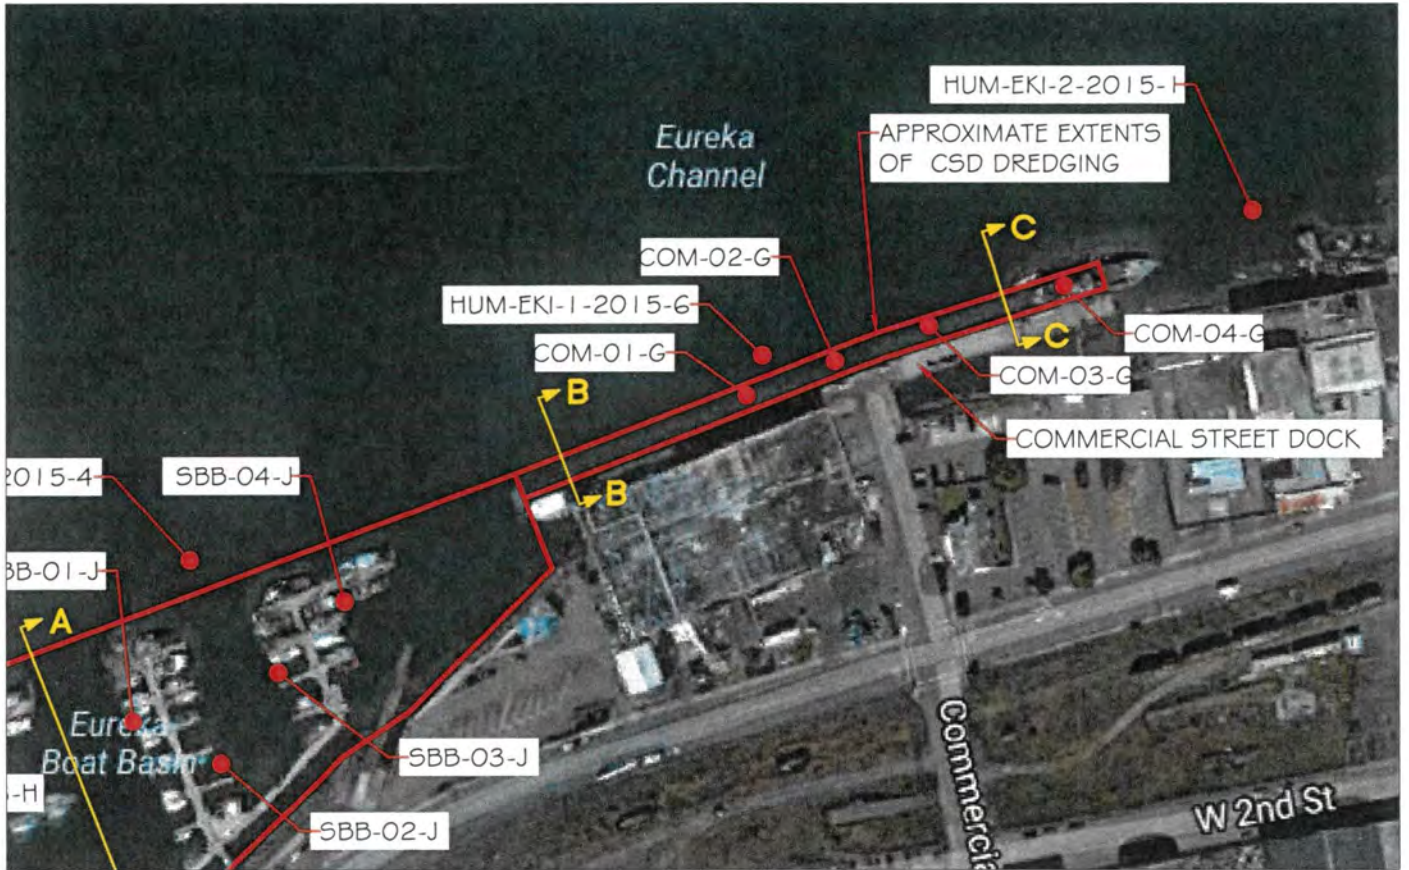 HUM-EKI-2-2015-H
Eureka
Channel
APPROXIMATE EXTENTS
OF CSD DREDGING
C
COM-02-G
HUM-EKI-1-2015-6
COM-04-G
C
COM-01-G
COM-03-G
B
COMMERCIAL STREET DOCK
2015-4
SBB-04-J
B
BB-01-J
A
Eureka
Boat Basin
SBB-03-J
-H
SBB-02-J
Commercia
W 2nd St